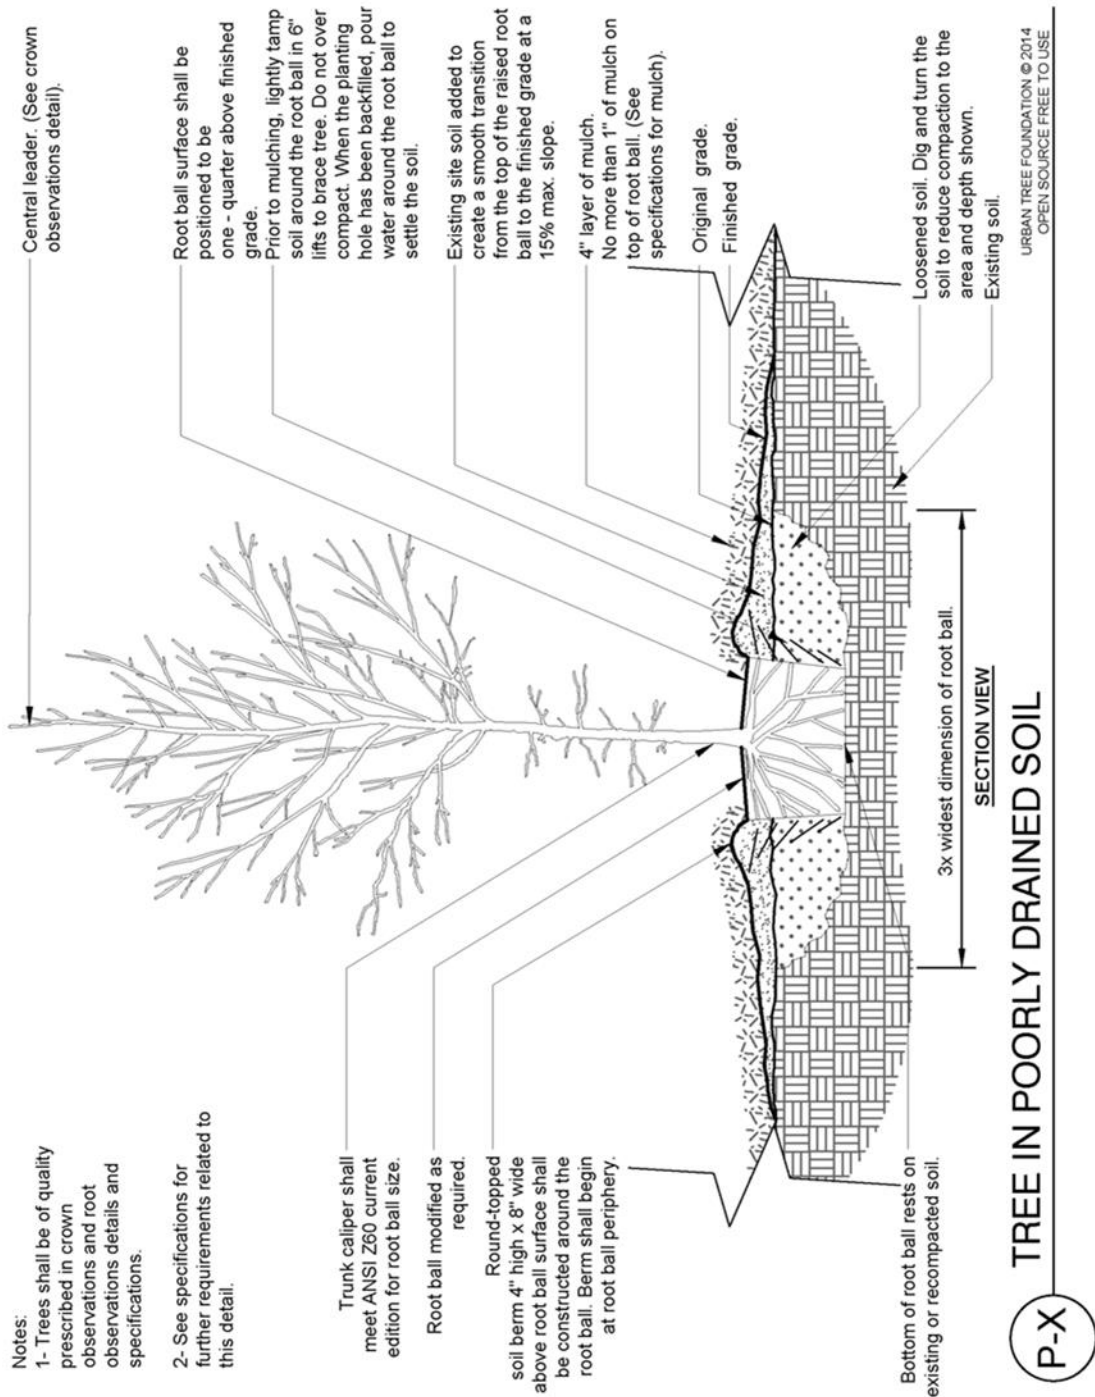 Notes:
1- Trees shall be of quality
prescribed in crown
observations and root
observations details and
specifications.
2- See specifications for
further requirements related to
this detail.
Trunk caliper shall
meet ANSI Z60 current
edition for root ball size.
Root ball modified as
required.
Round-topped
soil berm 4" high x 8" wide
above root ball surface shall
be constructed around the
root ball. Berm shall begin
at root ball periphery.
Bottom of root ball rests on
existing or recompacted soil.
Central leader. (See crown
observations detail).
Root ball surface shall be
positioned to be
one - quarter above finished
grade.
Prior to mulching, lightly tamp
soil around the root ball in 6"
lifts to brace tree. Do not over
compact. When the planting
hole has been backfilled, pour
water around the root ball to
settle the soil.
Existing site soil added to
create a smooth transition
from the top of the raised root
ball to the finished grade at a
15% max. slope.
4" layer of mulch.
No more than 1" of mulch on
top of root ball. (See
specifications for mulch).
Original grade.
Finished grade.
Loosened soil. Dig and turn the
soil to reduce compaction to the
area and depth shown.
Existing soil.
3x widest dimension of root ball.
SECTION VIEW
P-X
TREE IN POORLY DRAINED SOIL
URBAN TREE FOUNDATION © 2014
OPEN SOURCE FREE TO USE